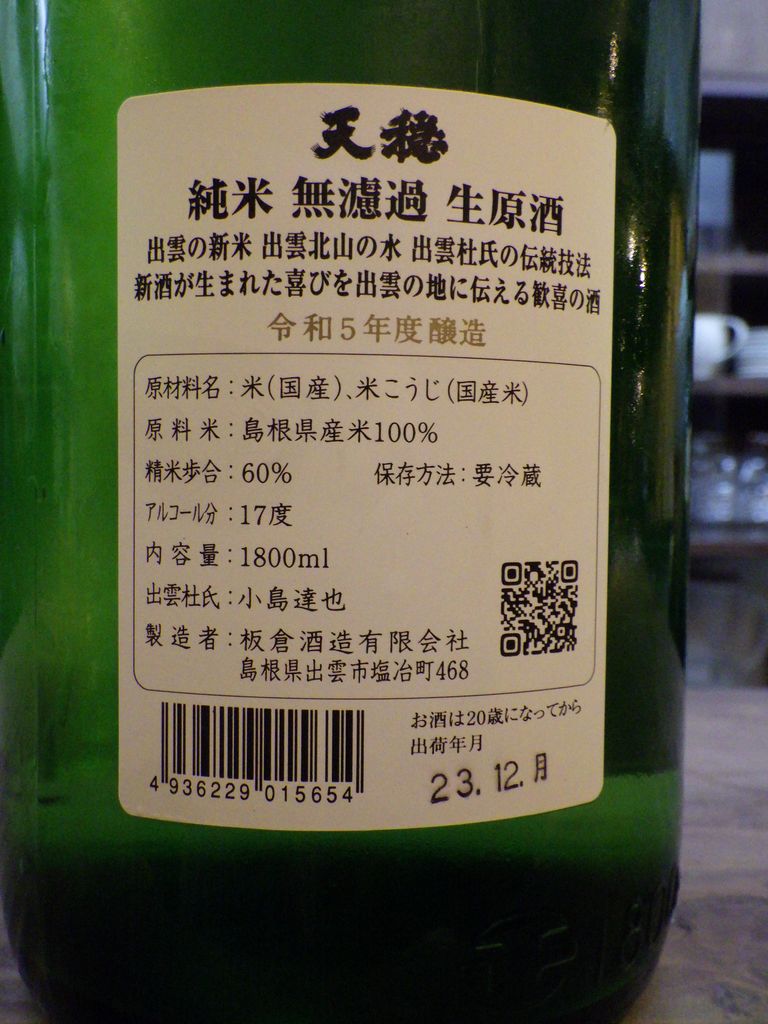 天穏
純米 無濾過 生原酒
出雲の新米 出雲北山の水 出雲杜氏の伝統技法
新酒が生まれた喜びを出雲の地に伝える歓喜の酒
令和5年度醸造
原材料名：米(国産)、米こうじ(国産米)
原料米：島根県産米100%
精米歩合：60% 保存方法：要冷蔵
アルコール分：17度
内容量：1800ml
出雲杜氏：小島達也
製造者：板倉酒造有限会社
島根県出雲市塩冶町468
お酒は20歳になってから
出荷年月
23.12.月
4 936229 015654
1800